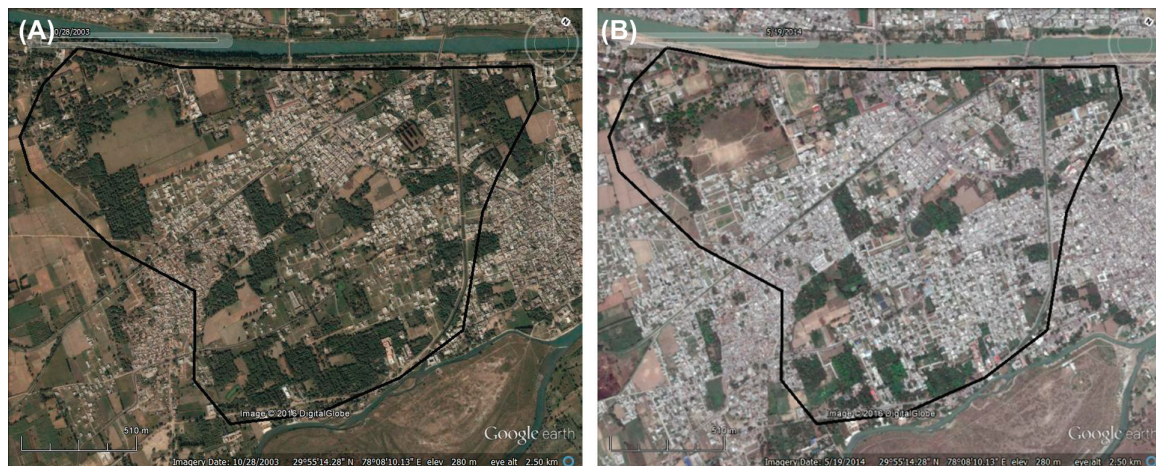 (A)
10/28/2003
510 m
Image © 2016 DigitalGlobe
Google earth
Imagery Date: 10/28/2003 29°55'14.28" N 78°08'10.13" E elev 280 m eye alt 2.50 km
(B)
5/19/2014
510 m
Image © 2016 DigitalGlobe
Google earth
Imagery Date: 5/19/2014 29°55'14.28" N 78°08'10.13" E elev 280 m eye alt 2.50 km